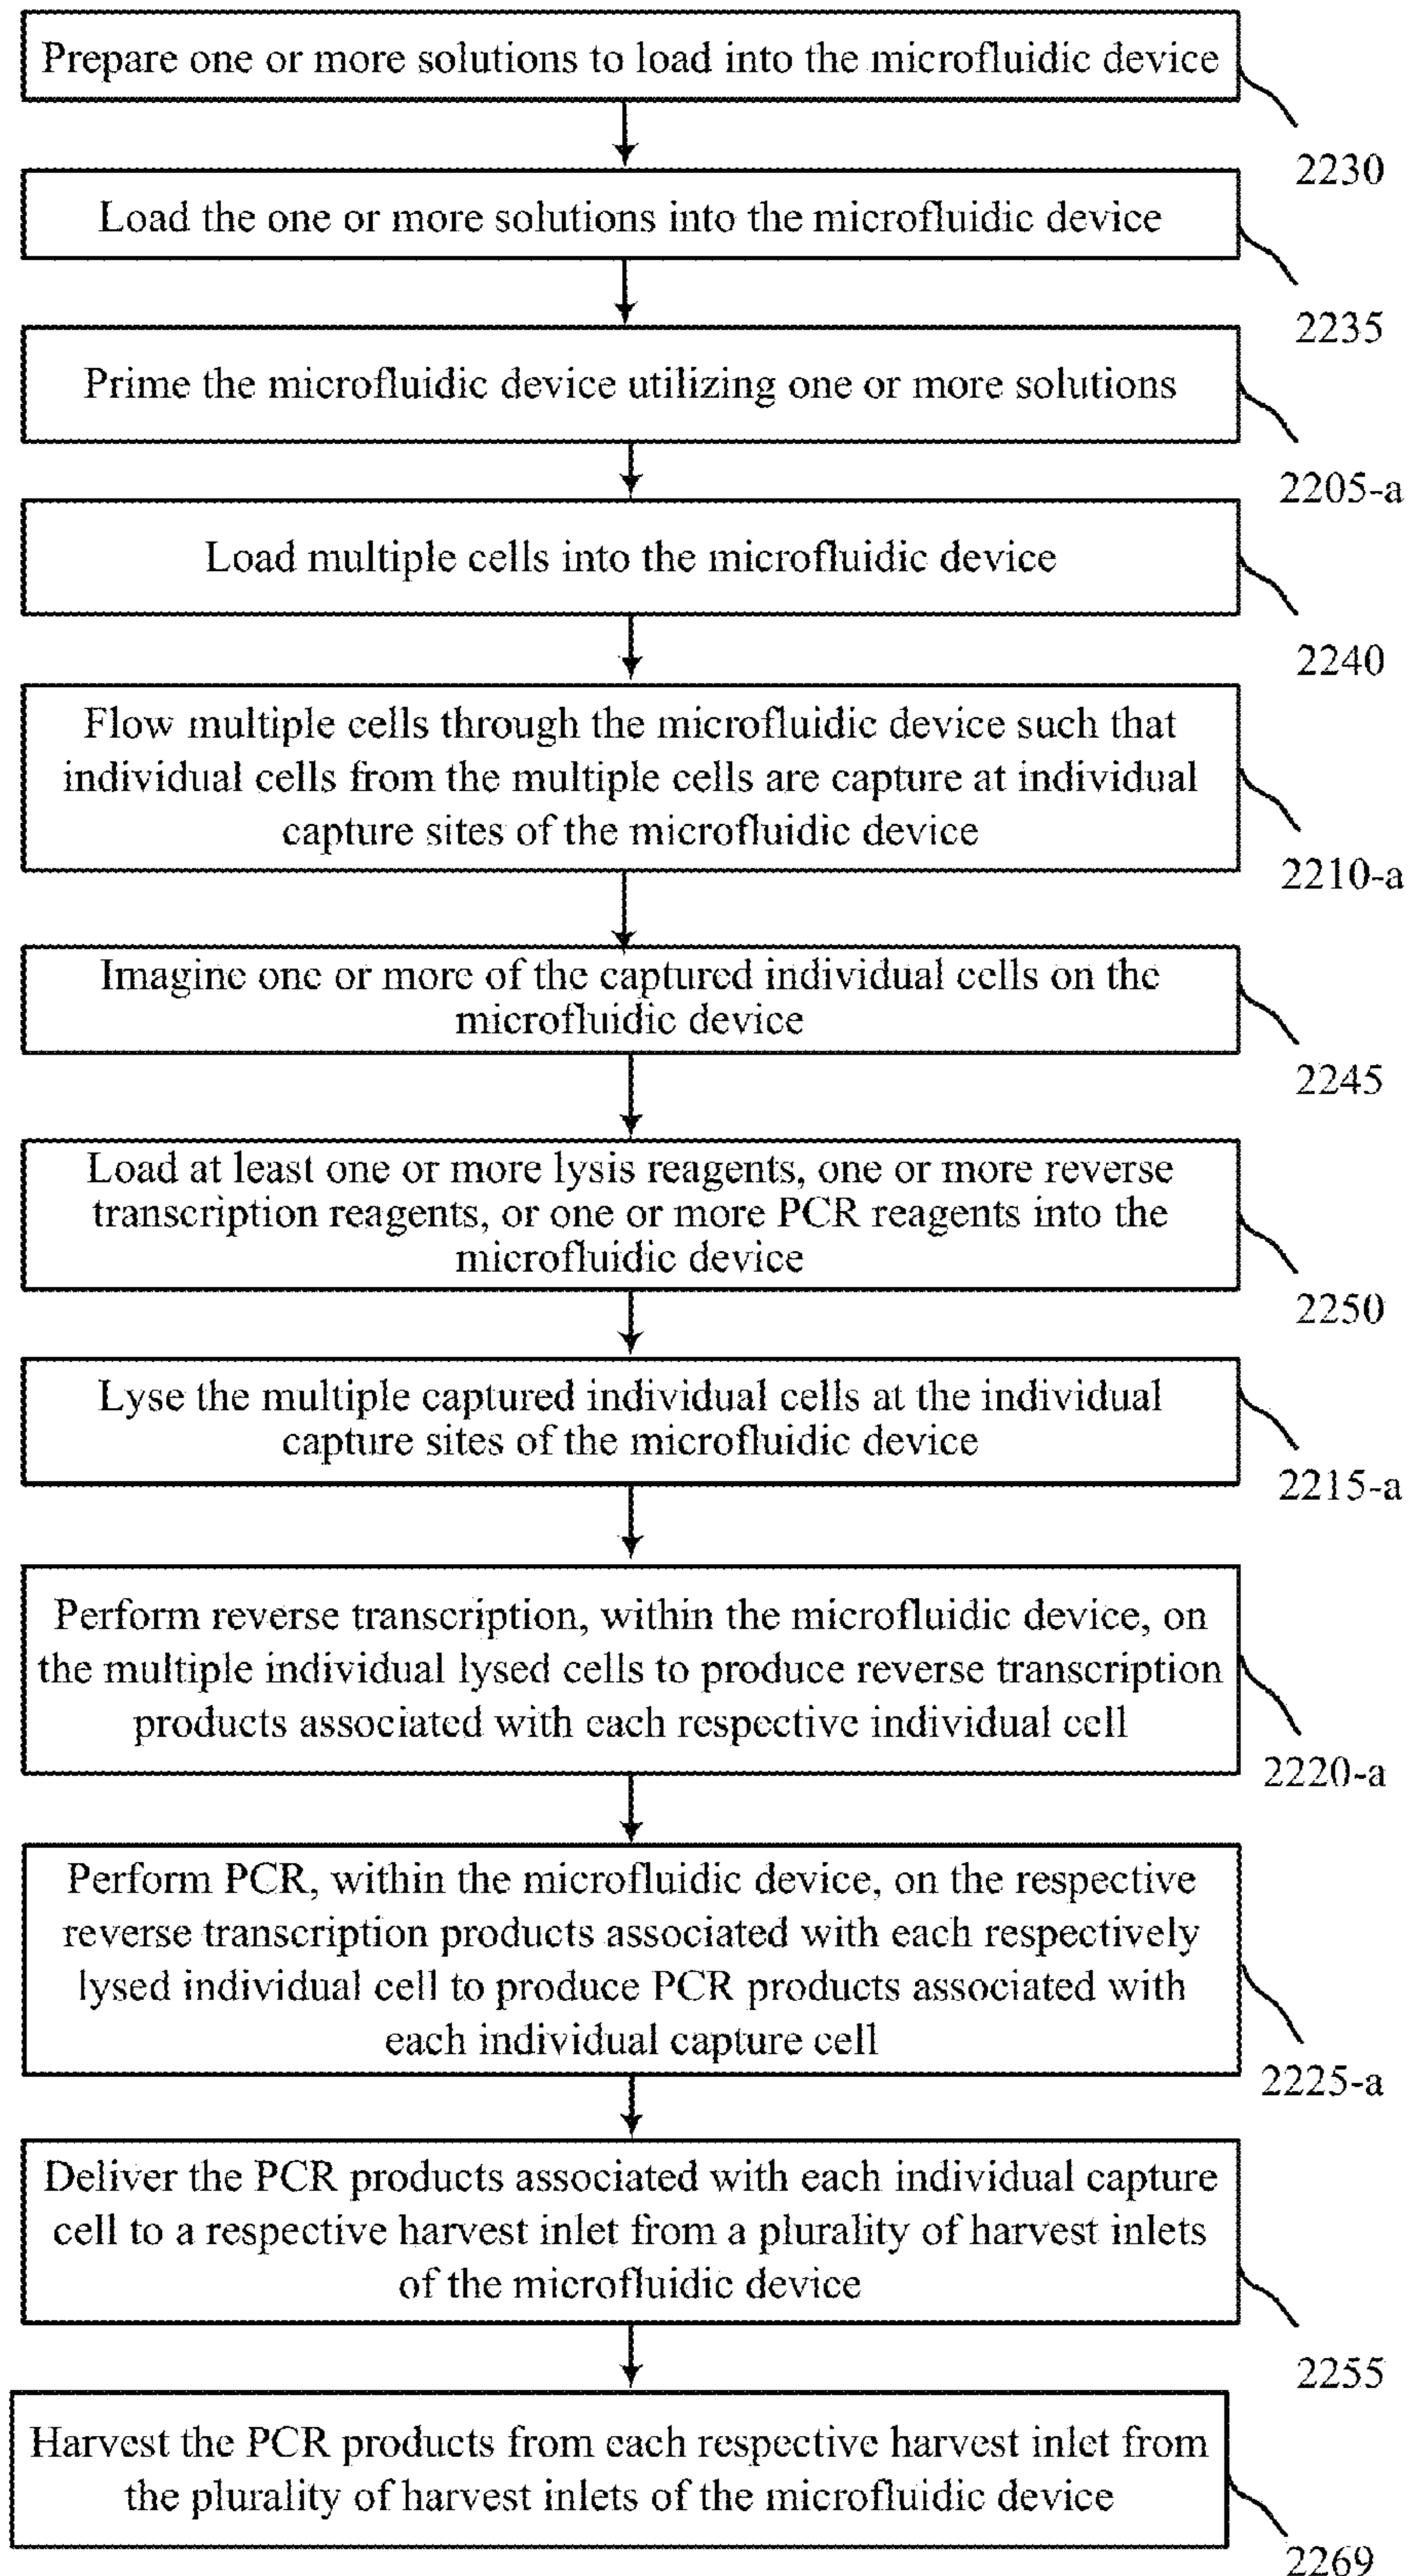 Prepare one or more solutions to load into the microfluidic device
2230
Load the one or more solutions into the microfluidic device
2235
Prime the microfluidic device utilizing one or more solutions
2205-a
Load multiple cells into the microfluidic device
2240
Flow multiple cells through the microfluidic device such that
individual cells from the multiple cells are capture at individual
capture sites of the microfluidic device
2210-a
Imagine one or more of the captured individual cells on the
microfluidic device
2245
Load at least one or more lysis reagents, one or more reverse
transcription reagents, or one or more PCR reagents into the
microfluidic device
2250
Lyse the multiple captured individual cells at the individual
capture sites of the microfluidic device
2215-a
Perform reverse transcription, within the microfluidic device, on
the multiple individual lysed cells to produce reverse transcription
products associated with each respective individual cell
2220-a
Perform PCR, within the microfluidic device, on the respective
reverse transcription products associated with each respectively
lysed individual cell to produce PCR products associated with
each individual capture cell
2225-a
Deliver the PCR products associated with each individual capture
cell to a respective harvest inlet from a plurality of harvest inlets
of the microfluidic device
2255
Harvest the PCR products from each respective harvest inlet from
the plurality of harvest inlets of the microfluidic device
2269